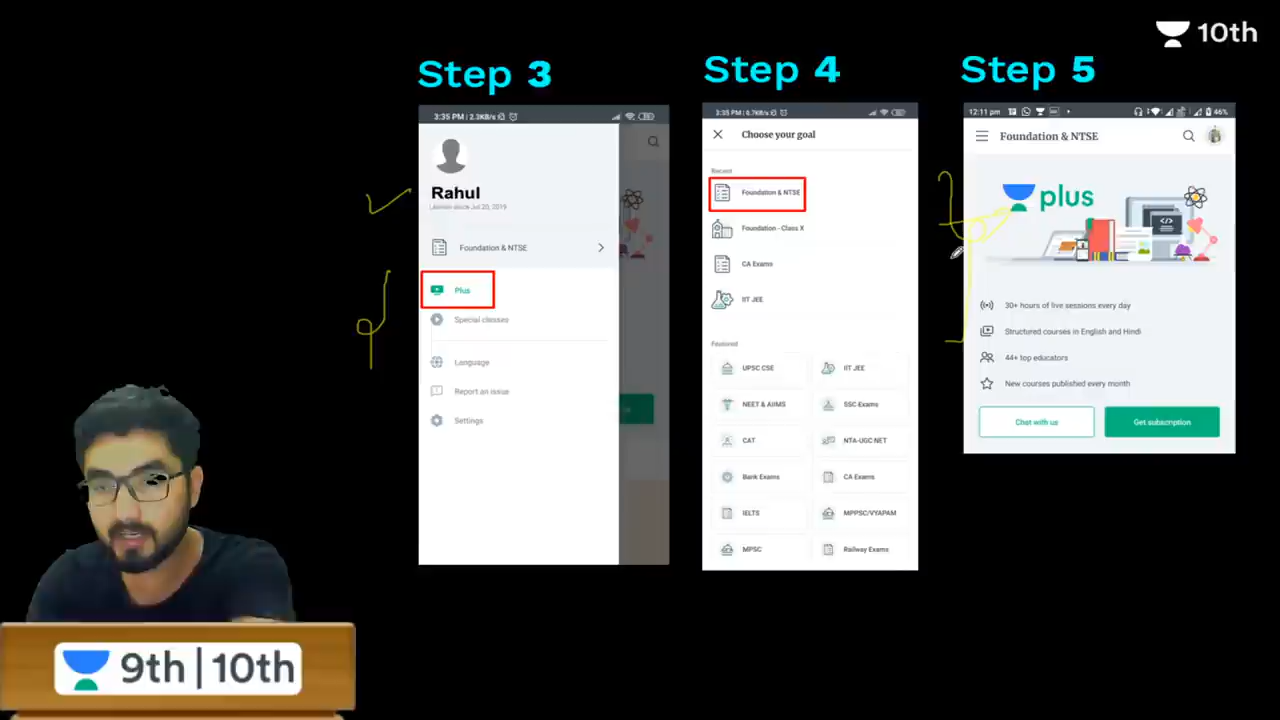 10th
Step 3
Step 4
Step 5
3:35 PM | 2.3KB/s
Rahul
Foundation & NTSE
Plus
Special classes
Language
Report an issue
Settings
3:35 PM | 6.7KB/s
Choose your goal
Recent
Foundation & NTSE
Foundation - Class X
CA Exams
IIT JEE
Featured
UPSC CSE
IIT JEE
NEET & AIIMS
SSC Exams
CAT
NTA-UGC NET
Bank Exams
CA Exams
IELTS
MPPSC/VYAPAM
MPSC
Railway Exams
12:11 pm
46%
Foundation & NTSE
plus
30+ hours of live sessions every day
Structured courses in English and Hindi
44+ top educators
New courses published every month
Chat with us
Get subscription
9th | 10th